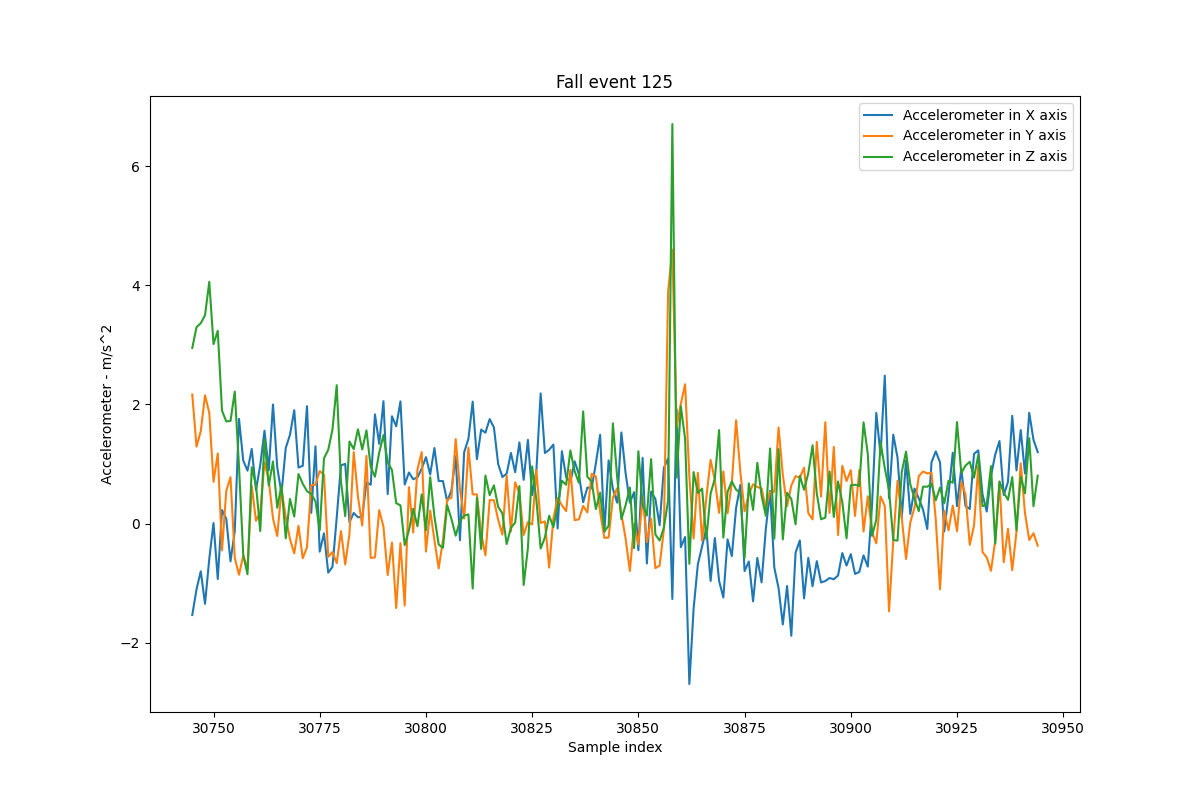 Fall event 125
Accelerometer in X axis
Accelerometer in Y axis
Accelerometer in Z axis
6
4
2
0
−2
Accelerometer - m/s^2
30750 30775 30800 30825 30850 30875 30900 30925 30950
Sample index